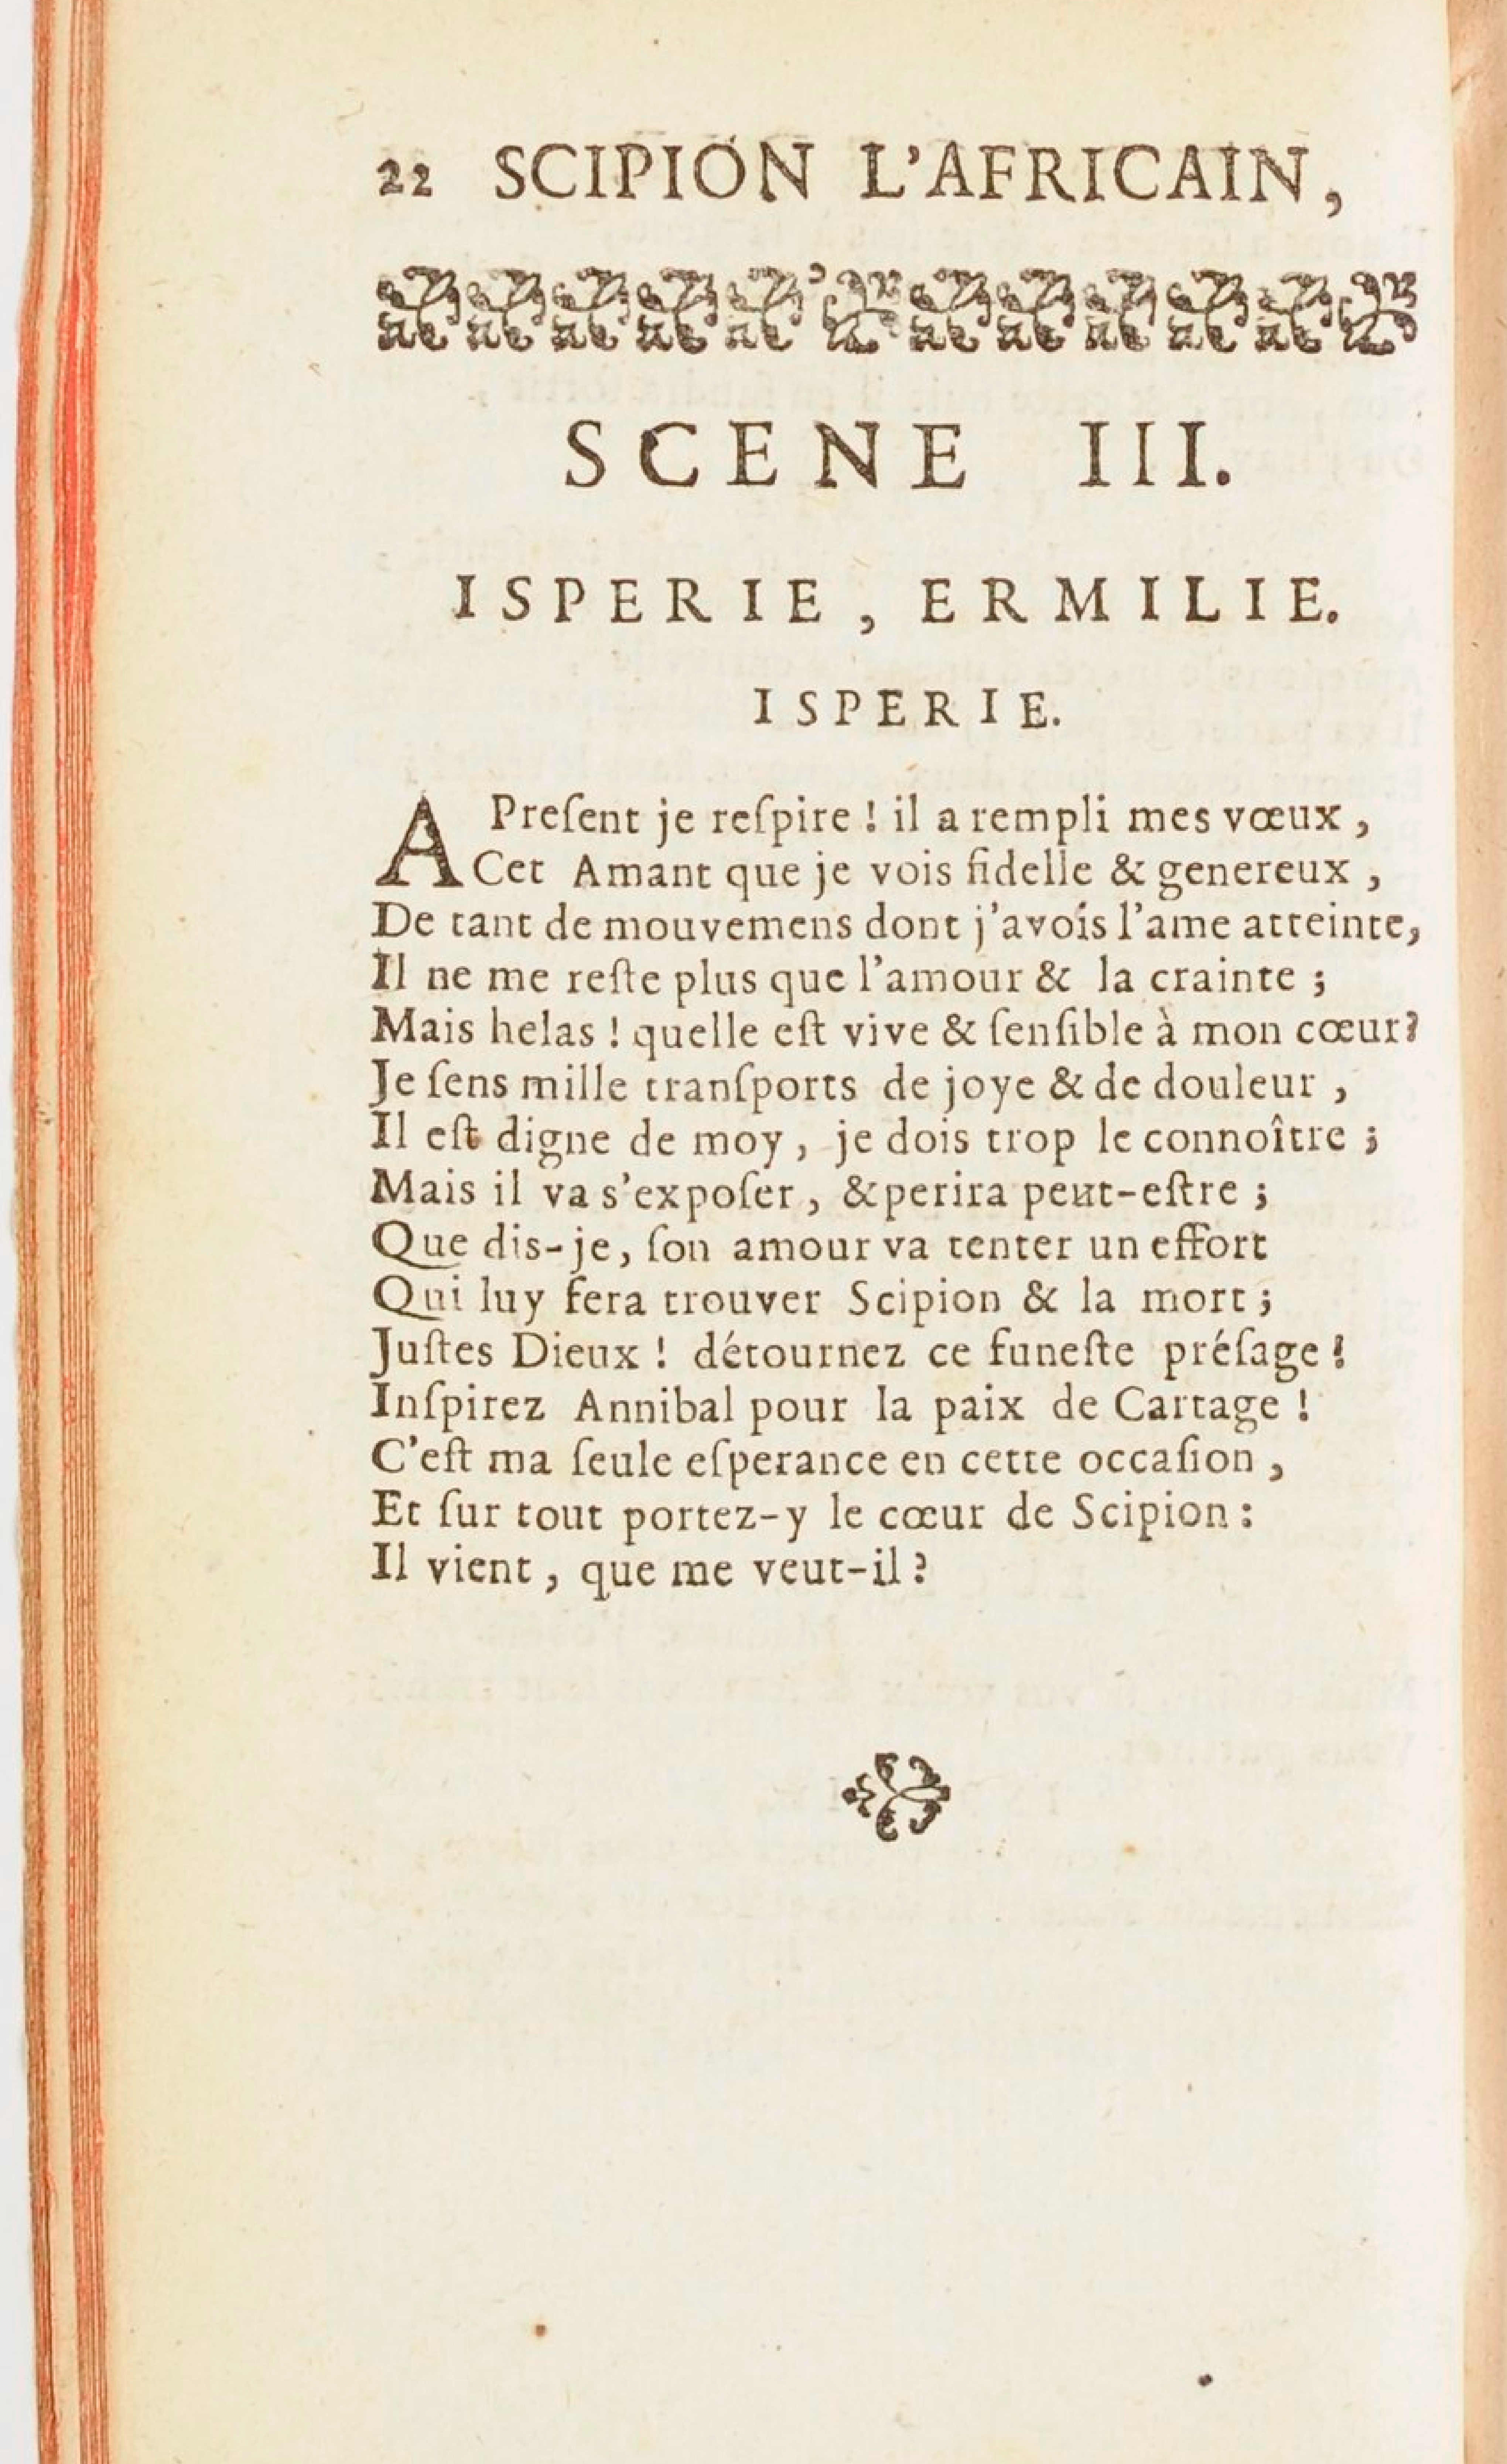 22 SCIPION L'AFRICAIN,
SCENE III.
ISPERIE, ERMILIE.
ISPERIE.
A Preſent je reſpire ! il a rempli mes vœux,
Cet Amant que je vois fidelle & genereux,
De tant de mouvemens dont j'avois l'ame atteinte,
Il ne me reſte plus que l'amour & la crainte ;
Mais helas ! quelle eſt vive & ſenſible à mon cœur?
Je ſens mille tranſports de joye & de douleur,
Il eſt digne de moy, je dois trop le connoître ;
Mais il va s'expoſer, & perira peut-eſtre ;
Que dis-je, ſon amour va tenter un effort
Qui luy fera trouver Scipion & la mort ;
Juſtes Dieux ! détournez ce funeſte préſage !
Inſpirez Annibal pour la paix de Cartage !
C'eſt ma ſeule eſperance en cette occaſion,
Et ſur tout portez-y le cœur de Scipion :
Il vient, que me veut-il ?